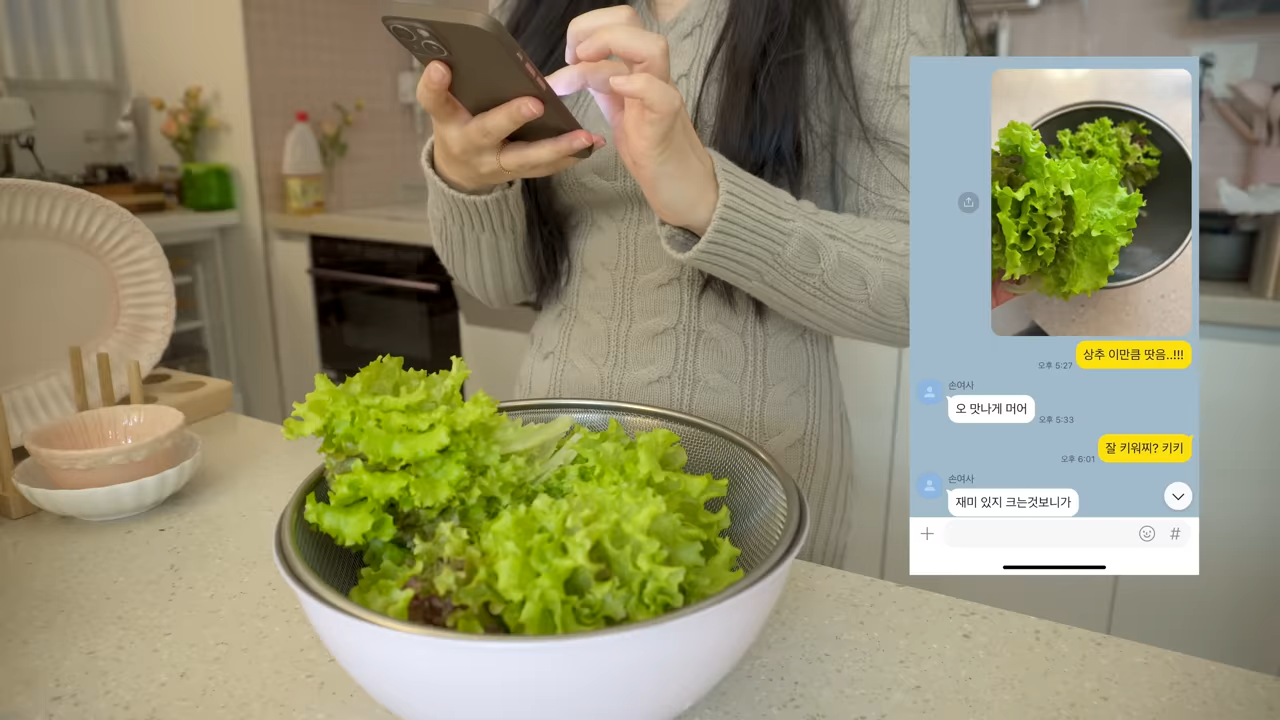 상추 이만큼 땃음..!!!
오후 5:27
손여사
오 맛나게 머어
오후 5:33
잘 키워찌? 키키
오후 6:01
손여사
재미 있지 크는것보니가
#